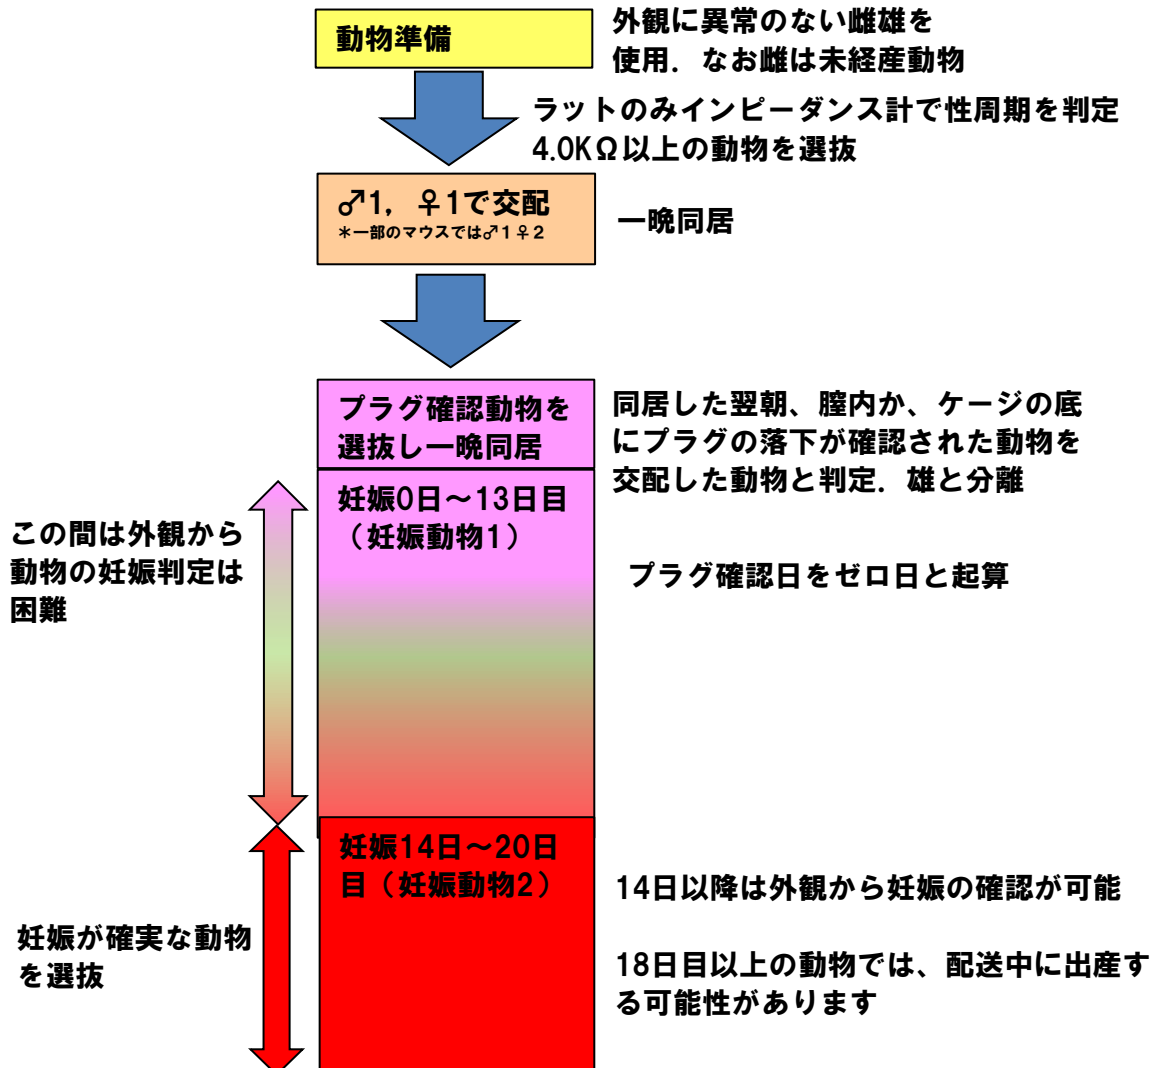 動物準備
外観に異常のない雌雄を
使用．なお雌は未経産動物
ラットのみインピーダンス計で性周期を判定
4.0KΩ以上の動物を選抜
♂1，♀1で交配
＊一部のマウスでは♂1♀2
一晩同居
プラグ確認動物を
選抜し一晩同居
同居した翌朝、膣内か、ケージの底
にプラグの落下が確認された動物を
交配した動物と判定．雄と分離
妊娠0日～13日目
（妊娠動物1）
この間は外観から
動物の妊娠判定は
困難
プラグ確認日をゼロ日と起算
妊娠14日～20日
目（妊娠動物2）
14日以降は外観から妊娠の確認が可能
妊娠が確実な動物
を選抜
18日目以上の動物では、配送中に出産す
る可能性があります